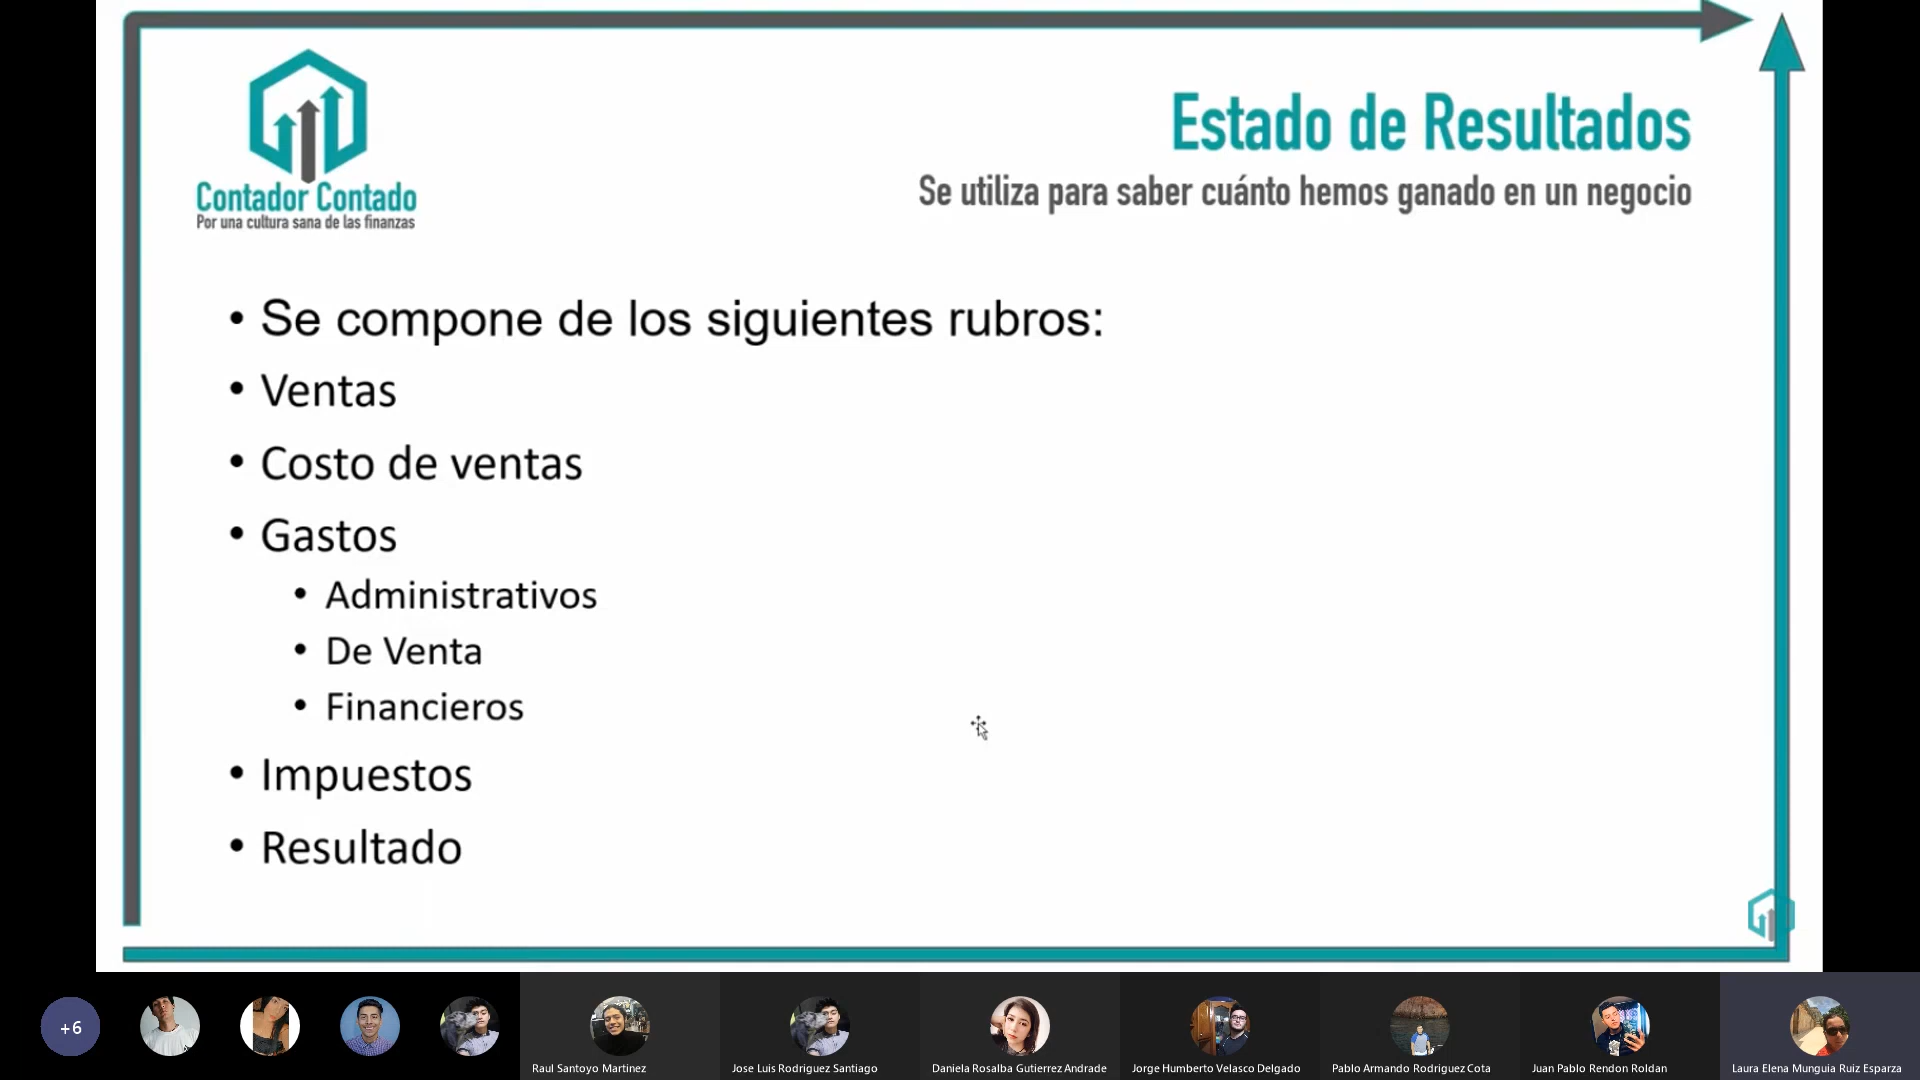 Estado de Resultados
Se utiliza para saber cuánto hemos ganado en un negocio
Contador Contado
Por una cultura sana de las finanzas
• Se compone de los siguientes rubros:
• Ventas
• Costo de ventas
• Gastos
• Administrativos
• De Venta
• Financieros
• Impuestos
• Resultado
+6
Raul Santoyo Martinez
Jose Luis Rodriguez Santiago
Daniela Rosalba Gutierrez Andrade
Jorge Humberto Velasco Delgado
Pablo Armando Rodriguez Cota
Juan Pablo Rendon Roldan
Laura Elena Munguia Ruiz Esparza